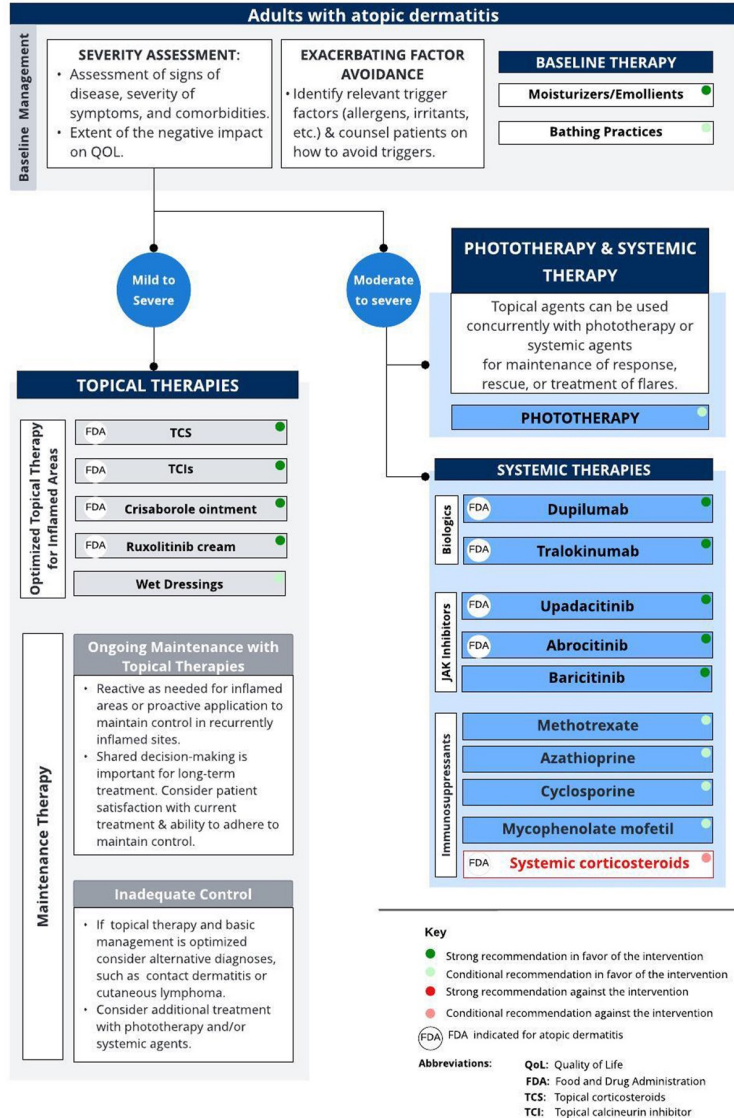 Adults with atopic dermatitis
Baseline Management
SEVERITY ASSESSMENT:
• Assessment of signs of
disease, severity of
symptoms, and comorbidities.
• Extent of the negative impact
on QOL.
EXACERBATING FACTOR
AVOIDANCE
• Identify relevant trigger
factors (allergens, irritants,
etc.) & counsel patients on
how to avoid triggers.
BASELINE THERAPY
Moisturizers/Emollients
Bathing Practices
Mild to
Severe
Moderate
to severe
TOPICAL THERAPIES
Optimized Topical Therapy
for Inflamed Areas
FDA TCS
FDA TCIs
FDA Crisaborole ointment
FDA Ruxolitinib cream
Wet Dressings
Maintenance Therapy
Ongoing Maintenance with
Topical Therapies
• Reactive as needed for inflamed
areas or proactive application to
maintain control in recurrently
inflamed sites.
• Shared decision-making is
important for long-term
treatment. Consider patient
satisfaction with current
treatment & ability to adhere to
maintain control.
Inadequate Control
• If topical therapy and basic
management is optimized
consider alternative diagnoses,
such as contact dermatitis or
cutaneous lymphoma.
• Consider additional treatment
with phototherapy and/or
systemic agents.
PHOTOTHERAPY & SYSTEMIC
THERAPY
Topical agents can be used
concurrently with phototherapy or
systemic agents
for maintenance of response,
rescue, or treatment of flares.
PHOTOTHERAPY
SYSTEMIC THERAPIES
Biologics
FDA Dupilumab
FDA Tralokinumab
JAK Inhibitors
FDA Upadacitinib
FDA Abrocitinib
Baricitinib
Immunosuppressants
Methotrexate
Azathioprine
Cyclosporine
Mycophenolate mofetil
FDA Systemic corticosteroids
Key
Strong recommendation in favor of the intervention
Conditional recommendation in favor of the intervention
Strong recommendation against the intervention
Conditional recommendation against the intervention
FDA FDA indicated for atopic dermatitis
Abbreviations: QoL: Quality of Life
FDA: Food and Drug Administration
TCS: Topical corticosteroids
TCI: Topical calcineurin inhibitor